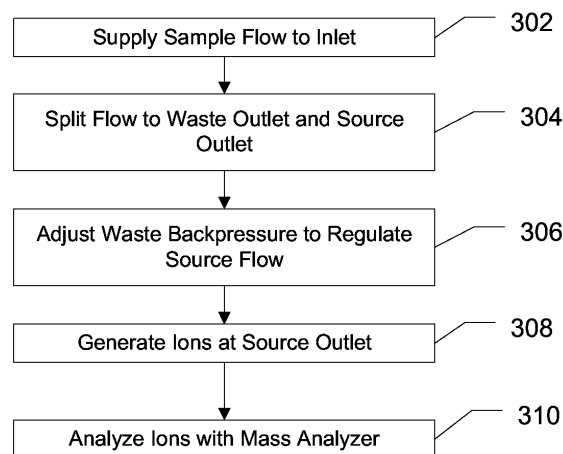 Supply Sample Flow to Inlet
302
Split Flow to Waste Outlet and Source
Outlet
304
Adjust Waste Backpressure to Regulate
Source Flow
306
Generate Ions at Source Outlet
308
Analyze Ions with Mass Analyzer
310